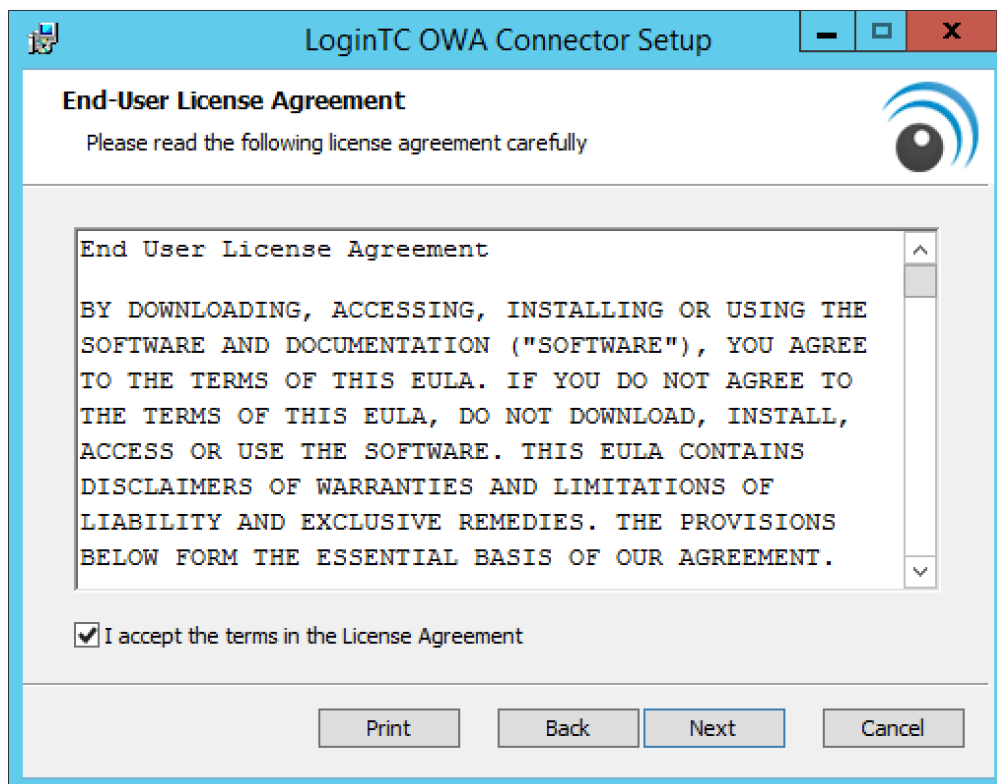 LoginTC OWA Connector Setup
End-User License Agreement
Please read the following license agreement carefully
End User License Agreement
BY DOWNLOADING, ACCESSING, INSTALLING OR USING THE
SOFTWARE AND DOCUMENTATION ("SOFTWARE"), YOU AGREE
TO THE TERMS OF THIS EULA. IF YOU DO NOT AGREE TO
THE TERMS OF THIS EULA, DO NOT DOWNLOAD, INSTALL,
ACCESS OR USE THE SOFTWARE. THIS EULA CONTAINS
DISCLAIMERS OF WARRANTIES AND LIMITATIONS OF
LIABILITY AND EXCLUSIVE REMEDIES. THE PROVISIONS
BELOW FORM THE ESSENTIAL BASIS OF OUR AGREEMENT.
I accept the terms in the License Agreement
Print Back Next Cancel